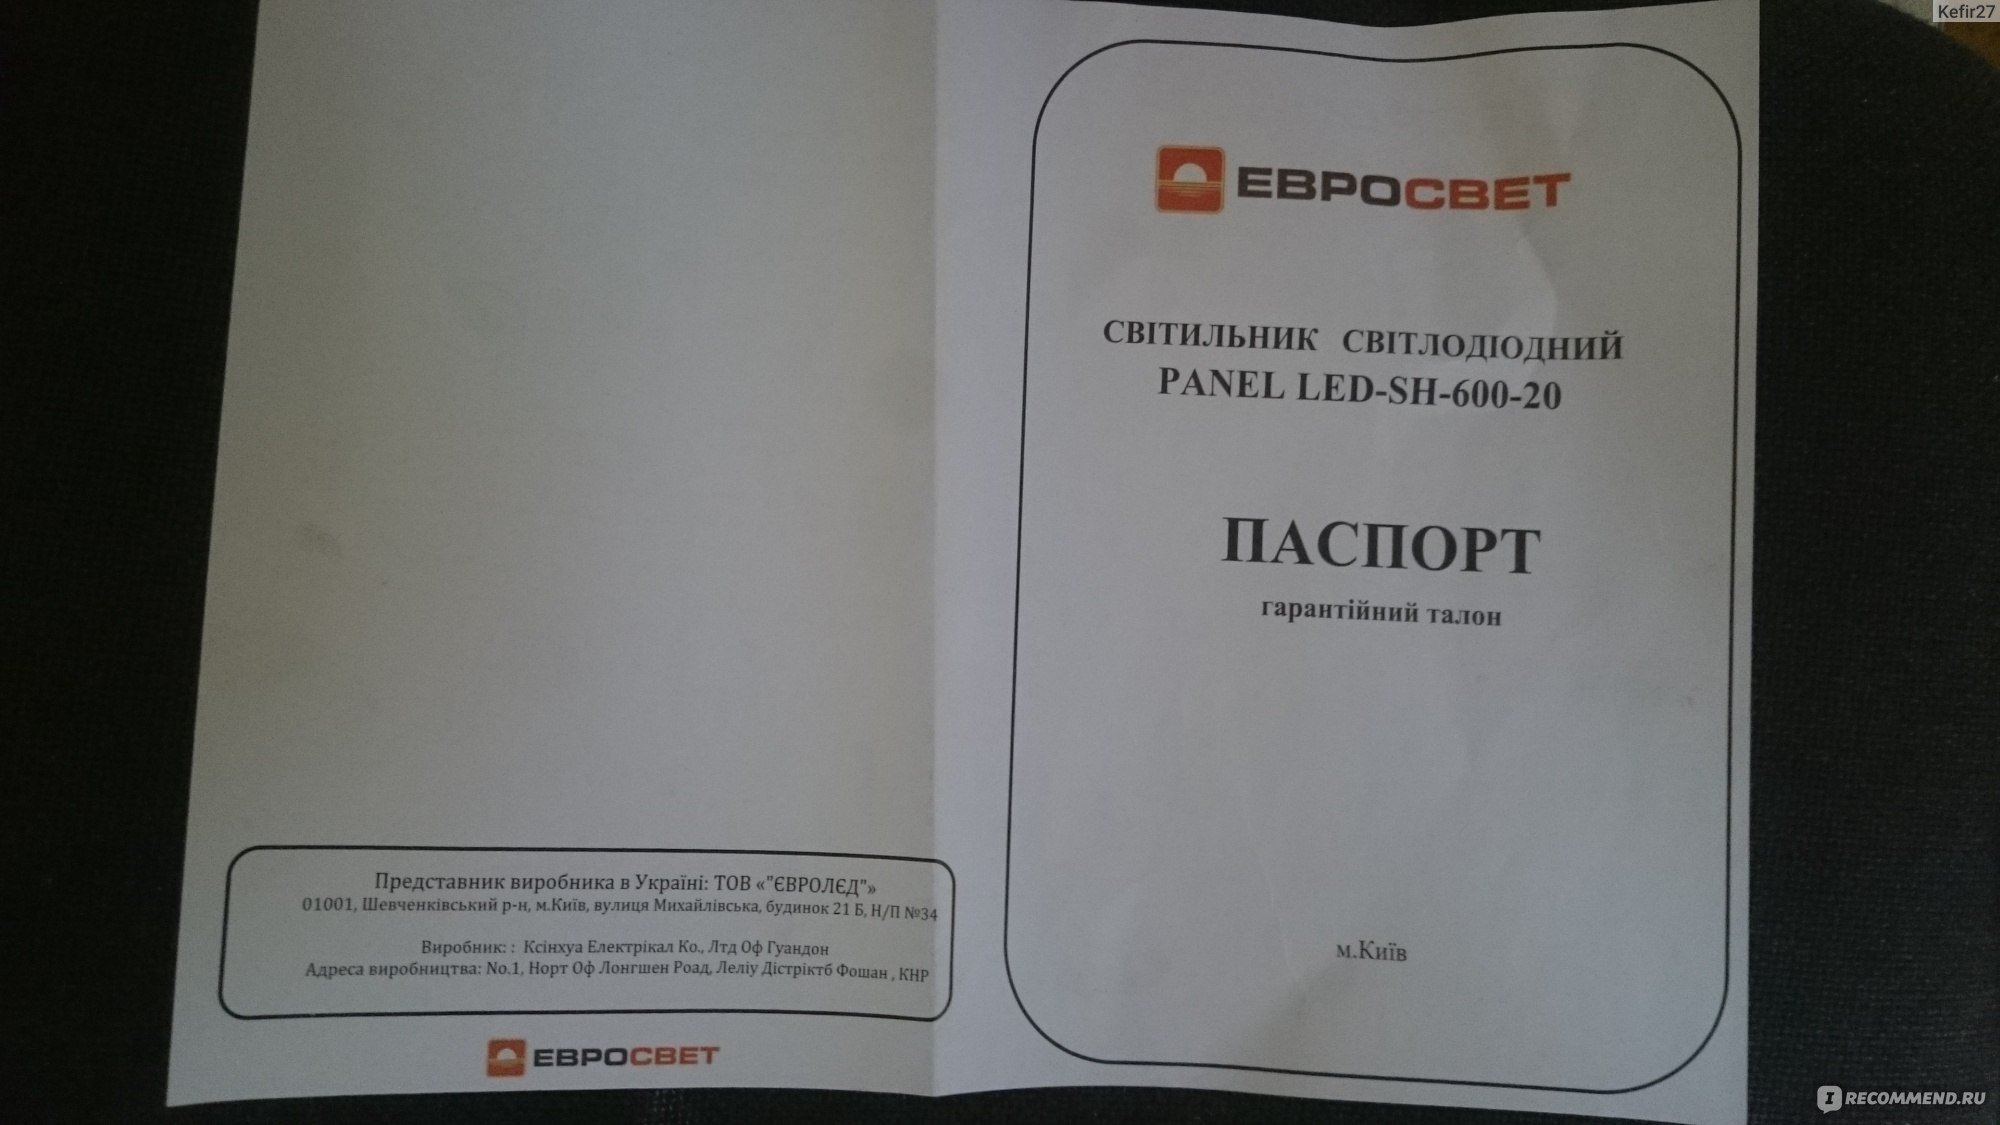 Kefir27
ЕВРОСВЕТ
СВІТИЛЬНИК СВІТЛОДІОДНИЙ
PANEL LED-SH-600-20
ПАСПОРТ
гарантійний талон
м.Київ
Представник виробника в Україні: ТОВ «"ЄВРОЛЄД"»
01001, Шевченківський р-н, м.Київ, вулиця Михайлівська, будинок 21 Б, Н/П №34
Виробник: : Ксінхуа Електрікал Ко., Лтд Оф Гуандон
Адреса виробництва: No.1, Норт Оф Лонгшен Роад, Леліу Дістріктб Фошан , КНР
ЕВРОСВЕТ
I RECOMMEND.RU